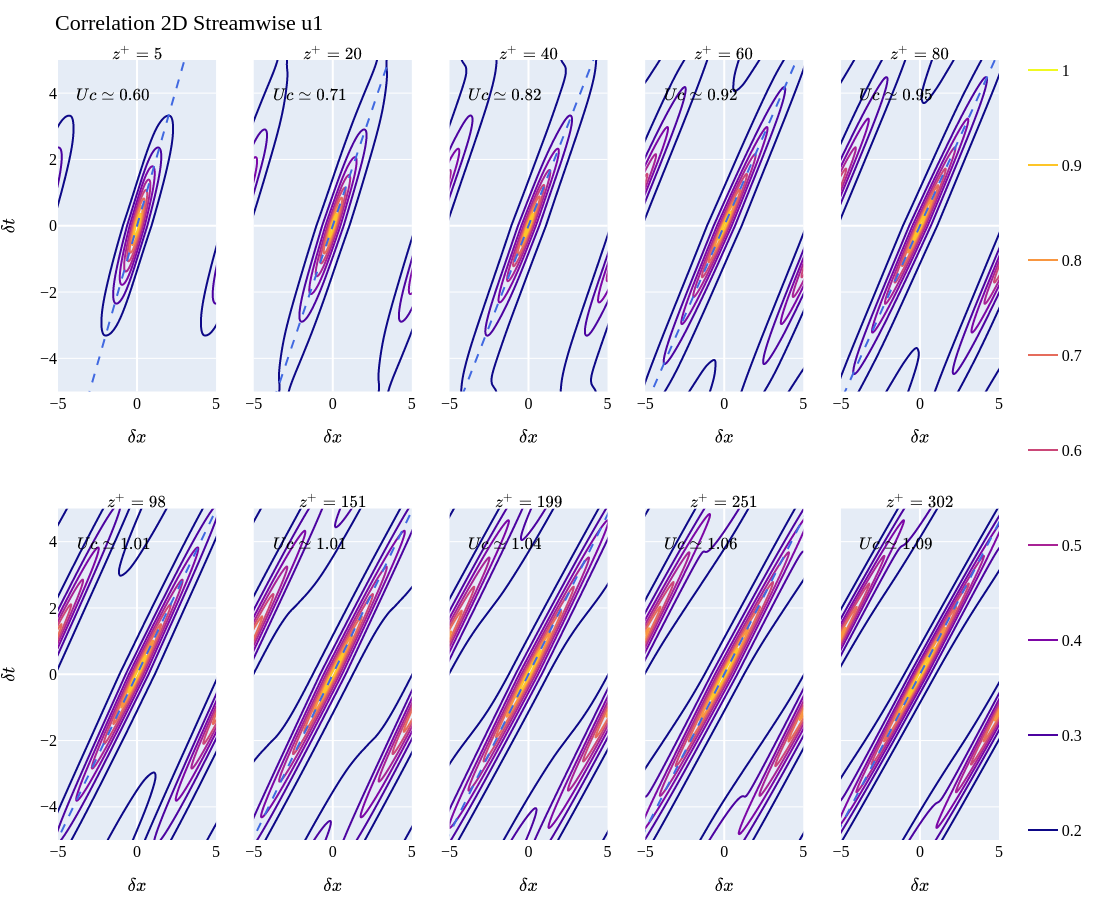 Correlation 2D Streamwise u1
z⁺ = 5
z⁺ = 20
z⁺ = 40
z⁺ = 60
z⁺ = 80
Uc ≃ 0.60
Uc ≃ 0.71
Uc ≃ 0.82
Uc ≃ 0.92
Uc ≃ 0.95
4
2
0
−2
−4
δt
−5 0 5
−5 0 5
−5 0 5
−5 0 5
−5 0 5
δx
δx
δx
δx
δx
z⁺ = 98
z⁺ = 151
z⁺ = 199
z⁺ = 251
z⁺ = 302
Uc ≃ 1.01
Uc ≃ 1.01
Uc ≃ 1.04
Uc ≃ 1.06
Uc ≃ 1.09
4
2
0
−2
−4
δt
−5 0 5
−5 0 5
−5 0 5
−5 0 5
−5 0 5
δx
δx
δx
δx
δx
1
0.9
0.8
0.7
0.6
0.5
0.4
0.3
0.2